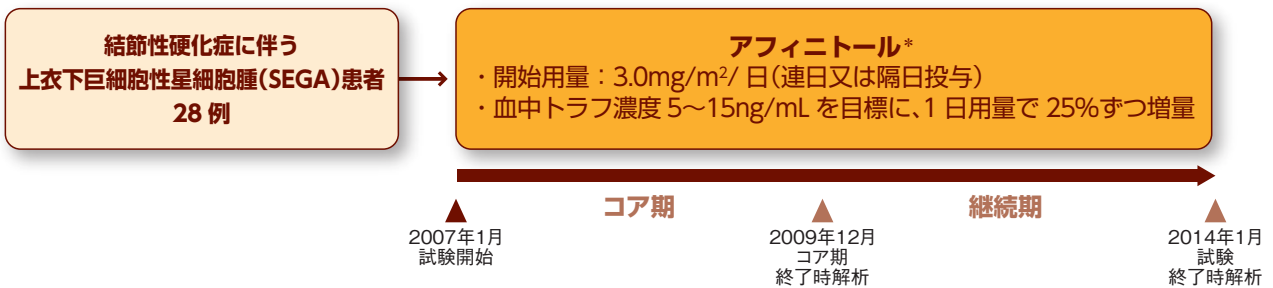 結節性硬化症に伴う
上衣下巨細胞性星細胞腫（SEGA）患者
28 例
アフィニトール*
・開始用量：3.0mg/m²/ 日（連日又は隔日投与）
・血中トラフ濃度 5～15ng/mL を目標に、1 日用量で 25%ずつ増量
コア期
継続期
2007年1月
試験開始
2009年12月
コア期
終了時解析
2014年1月
試験
終了時解析